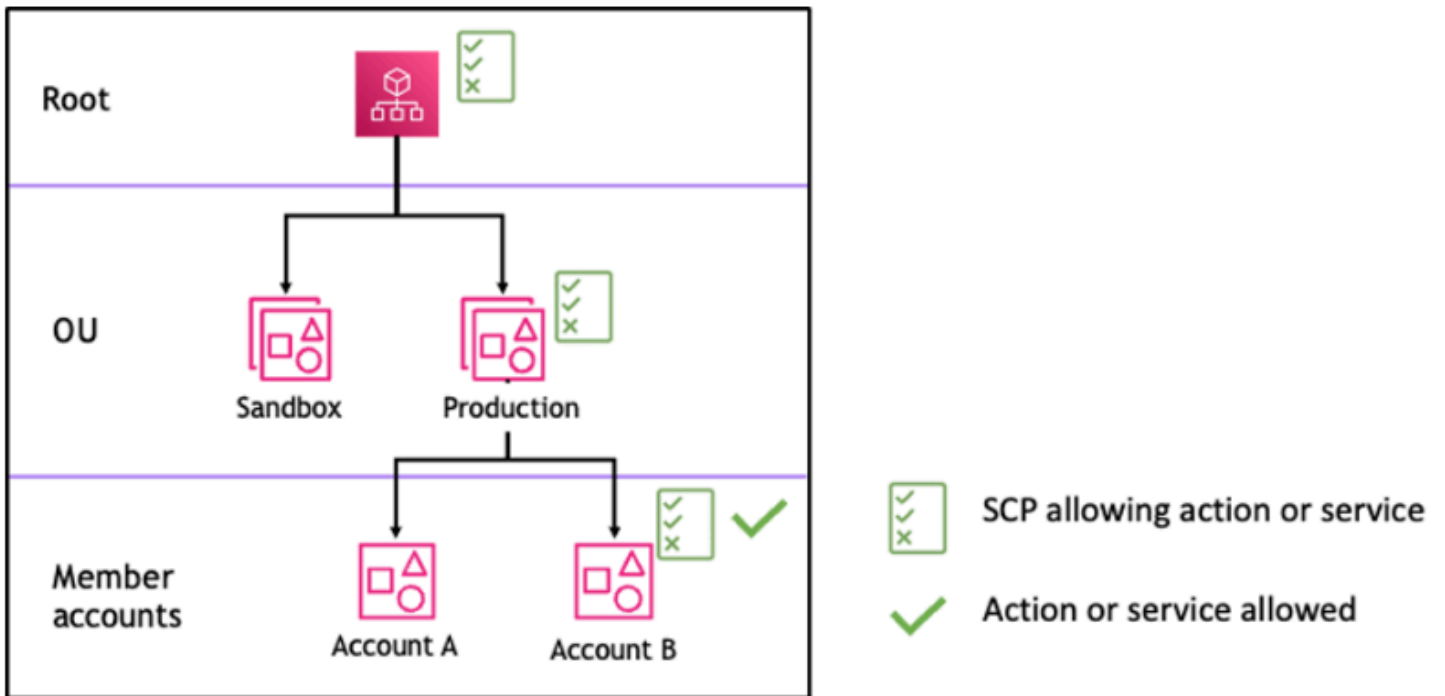 Root
OU
Sandbox
Production
Member
accounts
Account A
Account B
SCP allowing action or service
Action or service allowed